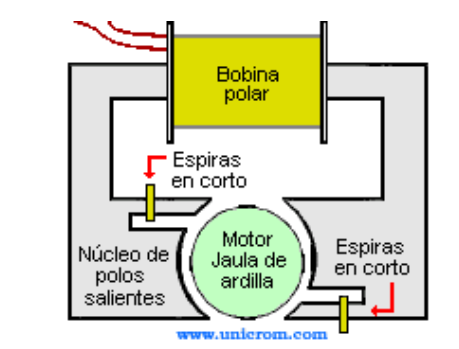 Bobina
polar
Espiras
en corto
Motor
Jaula de
ardilla
Núcleo de
polos
salientes
Espiras
en corto
www.unicrom.com